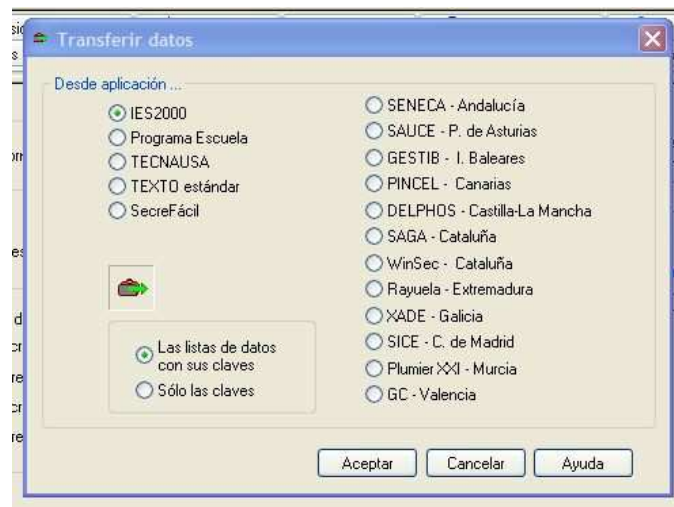 Transferir datos
Desde aplicación ...
IES2000
Programa Escuela
TECNAUSA
TEXTO estándar
SecreFácil
Las listas de datos
con sus claves
Sólo las claves
SENECA - Andalucía
SAUCE - P. de Asturias
GESTIB - I. Baleares
PINCEL - Canarias
DELPHOS - Castilla-La Mancha
SAGA - Cataluña
WinSec - Cataluña
Rayuela - Extremadura
XADE - Galicia
SICE - C. de Madrid
Plumier XXI - Murcia
GC - Valencia
Aceptar Cancelar Ayuda